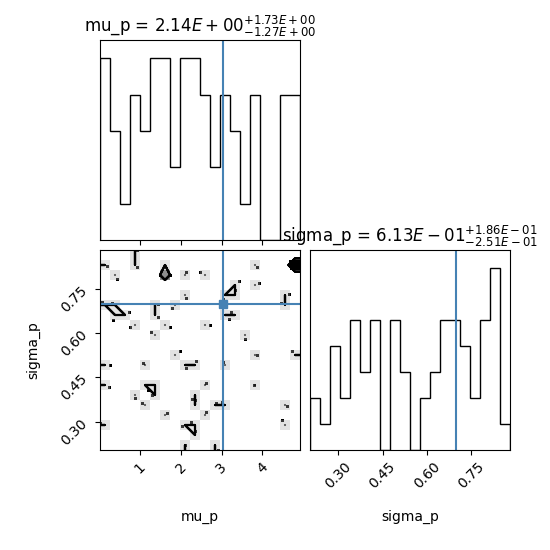 mu_p = 2.14E + 00 +1.73E+00 −1.27E+00
sigma_p = 6.13E − 01 +1.86E−01 −2.51E−01
sigma_p
0.75
0.60
0.45
0.30
1 2 3 4
mu_p
0.30 0.45 0.60 0.75
sigma_p